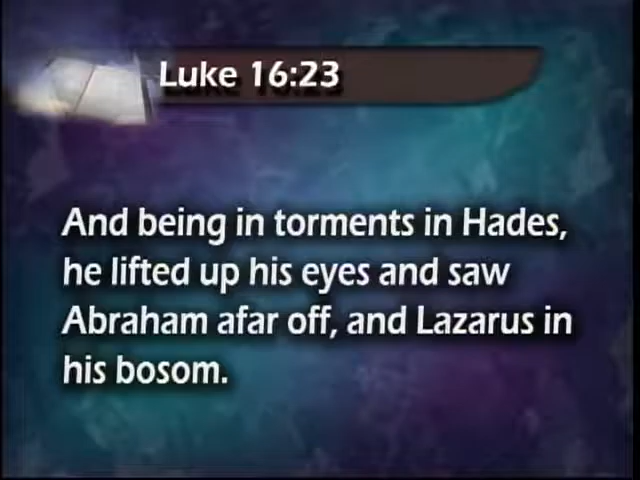 Luke 16:23
And being in torments in Hades,
he lifted up his eyes and saw
Abraham afar off, and Lazarus in
his bosom.